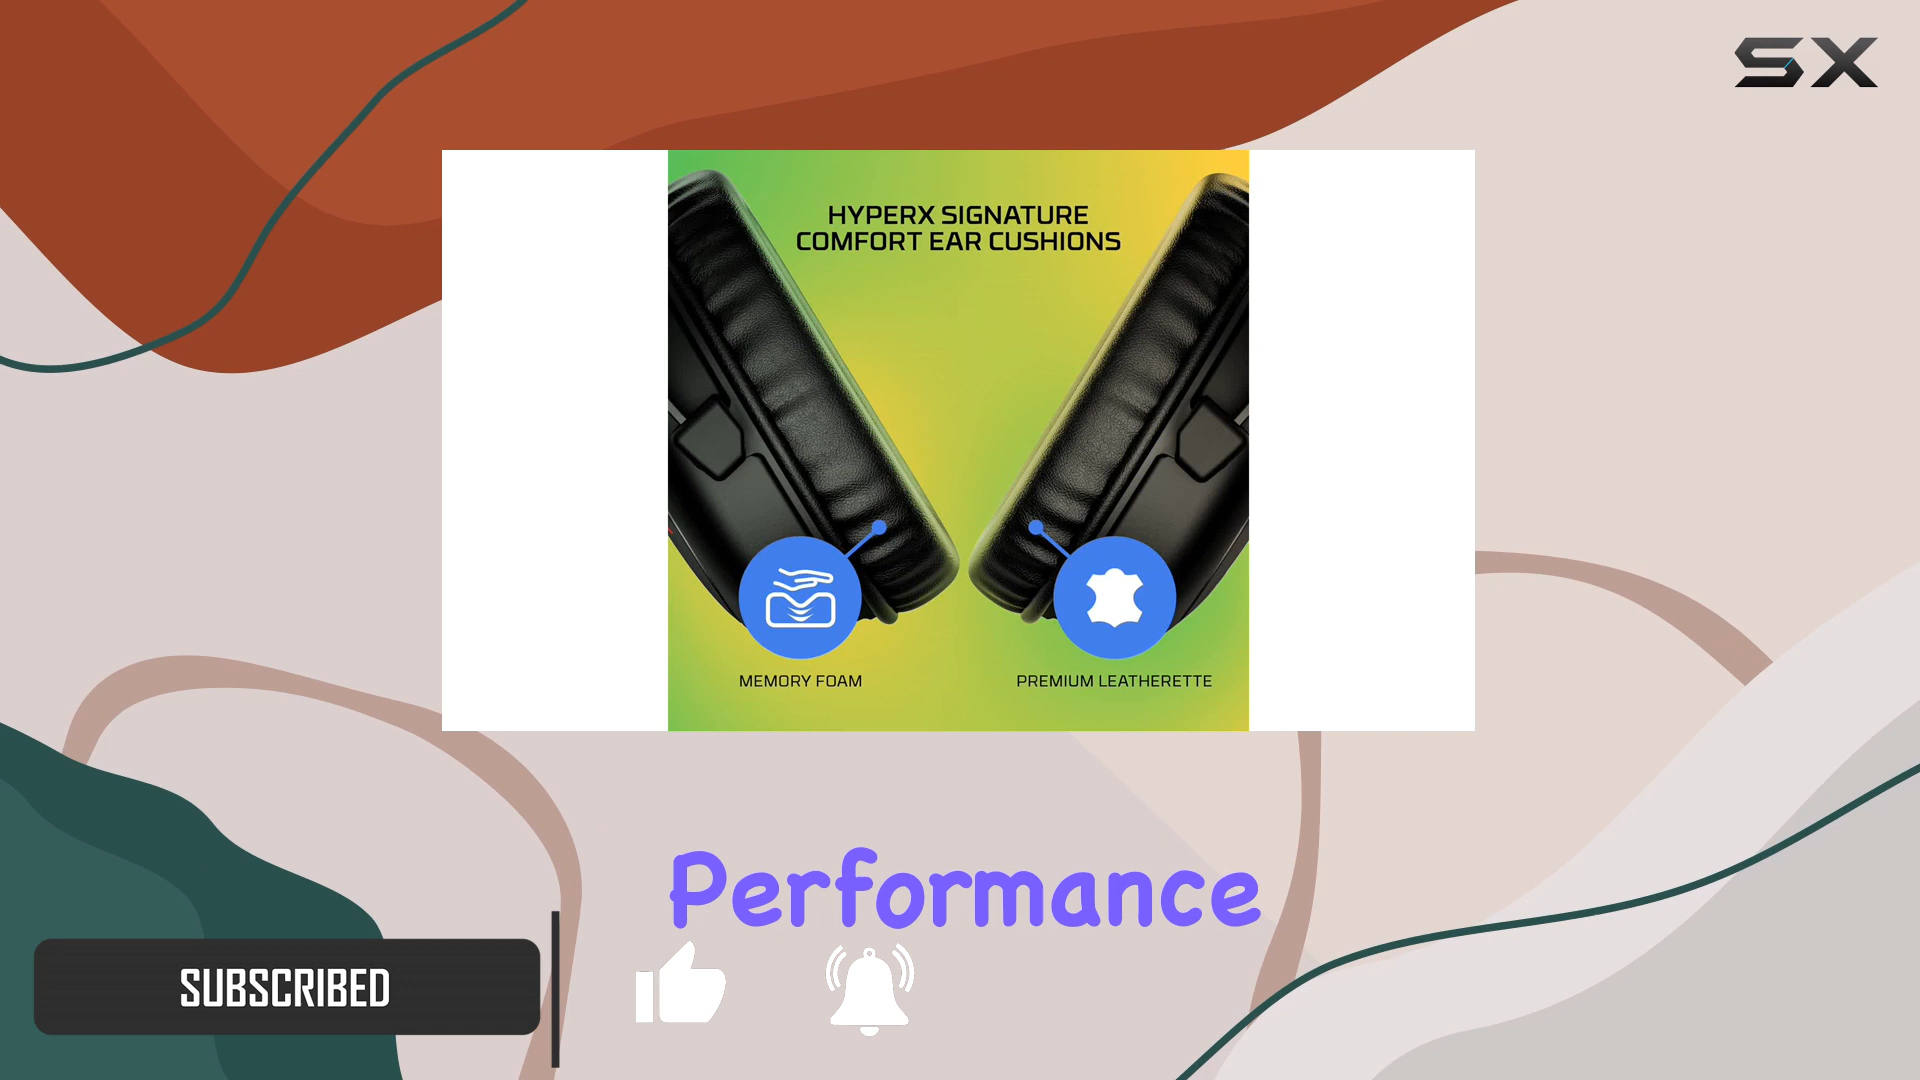 SX
HYPERX SIGNATURE
COMFORT EAR CUSHIONS
MEMORY FOAM
PREMIUM LEATHERETTE
Performance
SUBSCRIBED